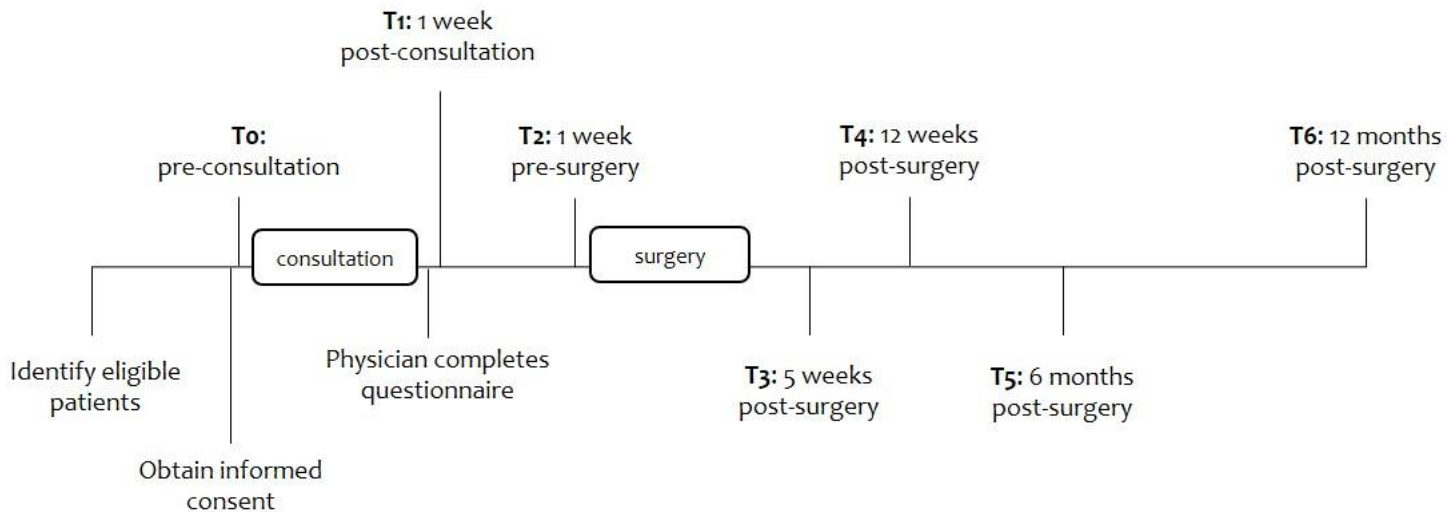 T1: 1 week
post-consultation
T0:
pre-consultation
T2: 1 week
pre-surgery
T4: 12 weeks
post-surgery
T6: 12 months
post-surgery
consultation
surgery
Identify eligible
patients
Physician completes
questionnaire
T3: 5 weeks
post-surgery
T5: 6 months
post-surgery
Obtain informed
consent